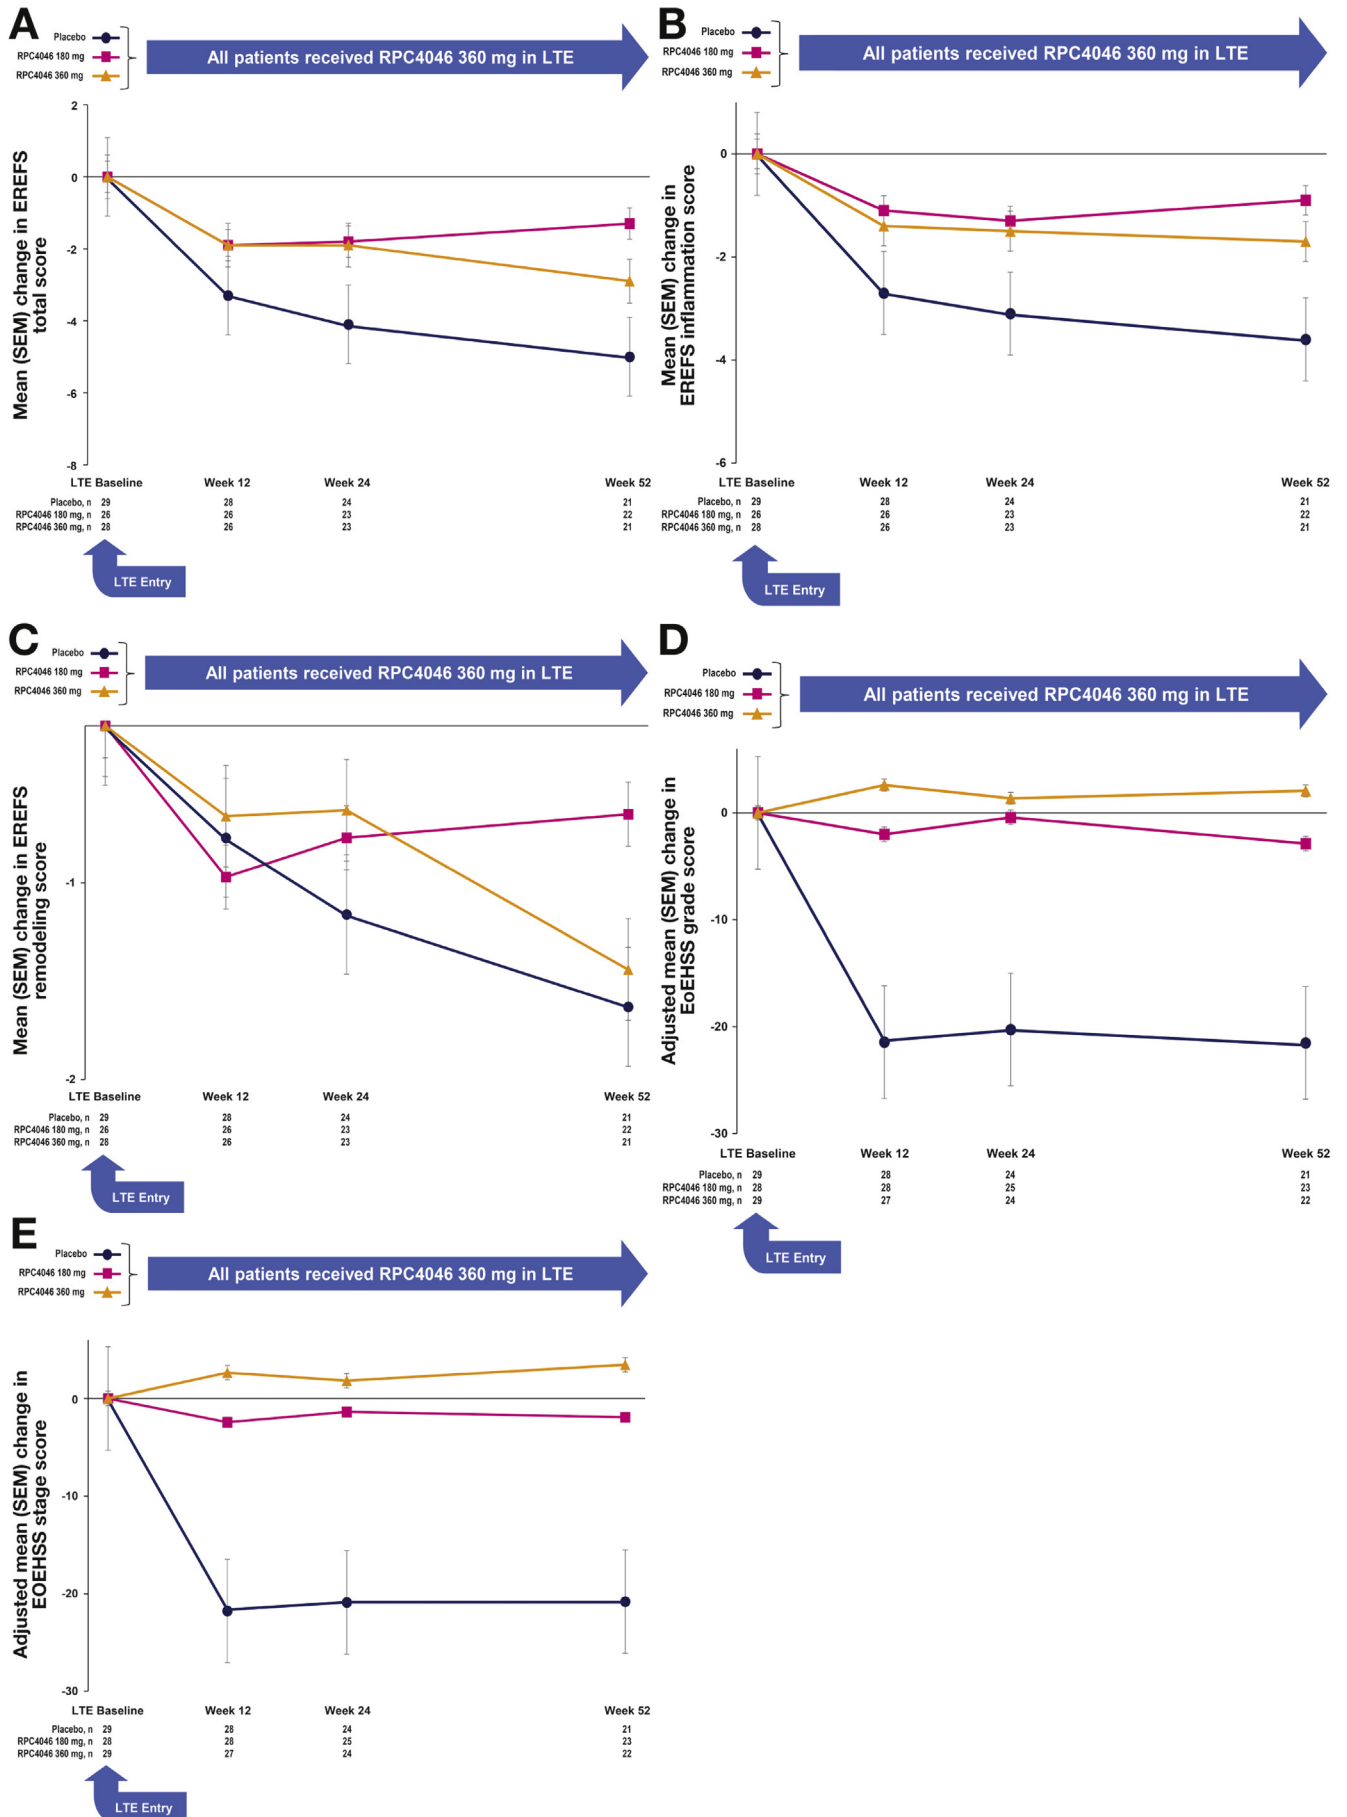 A
Placebo
RPC4046 180 mg
RPC4046 360 mg
All patients received RPC4046 360 mg in LTE
Mean (SEM) change in EREFS
total score
2
0
-2
-4
-6
-8
LTE Baseline Week 12 Week 24 Week 52
Placebo, n 29 28 24 21
RPC4046 180 mg, n 26 26 23 22
RPC4046 360 mg, n 28 26 23 21
LTE Entry
B
Placebo
RPC4046 180 mg
RPC4046 360 mg
All patients received RPC4046 360 mg in LTE
Mean (SEM) change in
EREFS inflammation score
0
-2
-4
-6
LTE Baseline Week 12 Week 24 Week 52
Placebo, n 29 28 24 21
RPC4046 180 mg, n 26 26 23 22
RPC4046 360 mg, n 28 26 23 21
LTE Entry
C
Placebo
RPC4046 180 mg
RPC4046 360 mg
All patients received RPC4046 360 mg in LTE
Mean (SEM) change in EREFS
remodeling score
-1
-2
LTE Baseline Week 12 Week 24 Week 52
Placebo, n 29 28 24 21
RPC4046 180 mg, n 26 26 23 22
RPC4046 360 mg, n 28 26 23 21
LTE Entry
D
Placebo
RPC4046 180 mg
RPC4046 360 mg
All patients received RPC4046 360 mg in LTE
Adjusted mean (SEM) change in
EoEHSS grade score
0
-10
-20
-30
LTE Baseline Week 12 Week 24 Week 52
Placebo, n 29 28 24 21
RPC4046 180 mg, n 28 28 25 23
RPC4046 360 mg, n 29 27 24 22
LTE Entry
E
Placebo
RPC4046 180 mg
RPC4046 360 mg
All patients received RPC4046 360 mg in LTE
Adjusted mean (SEM) change in
EOEHSS stage score
0
-10
-20
-30
LTE Baseline Week 12 Week 24 Week 52
Placebo, n 29 28 24 21
RPC4046 180 mg, n 28 28 25 23
RPC4046 360 mg, n 29 27 24 22
LTE Entry